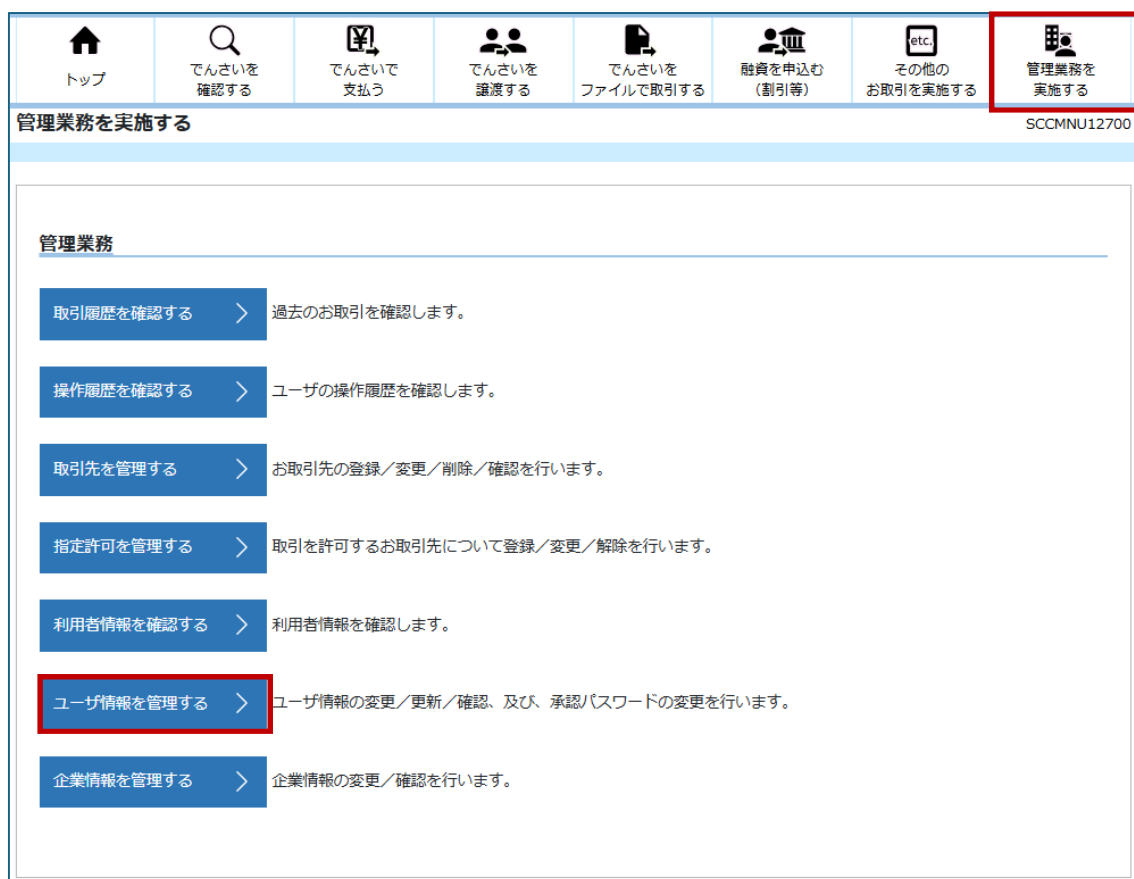 トップ
でんさいを
確認する
でんさいで
支払う
でんさいを
譲渡する
でんさいを
ファイルで取引する
融資を申込む
(割引等)
etc.
その他の
お取引を実施する
管理業務を
実施する
管理業務を実施する
SCCMNU12700
管理業務
取引履歴を確認する 過去のお取引を確認します。
操作履歴を確認する ユーザの操作履歴を確認します。
取引先を管理する お取引先の登録／変更／削除／確認を行います。
指定許可を管理する 取引を許可するお取引先について登録／変更／解除を行います。
利用者情報を確認する 利用者情報を確認します。
ユーザ情報を管理する ユーザ情報の変更／更新／確認、及び、承認パスワードの変更を行います。
企業情報を管理する 企業情報の変更／確認を行います。